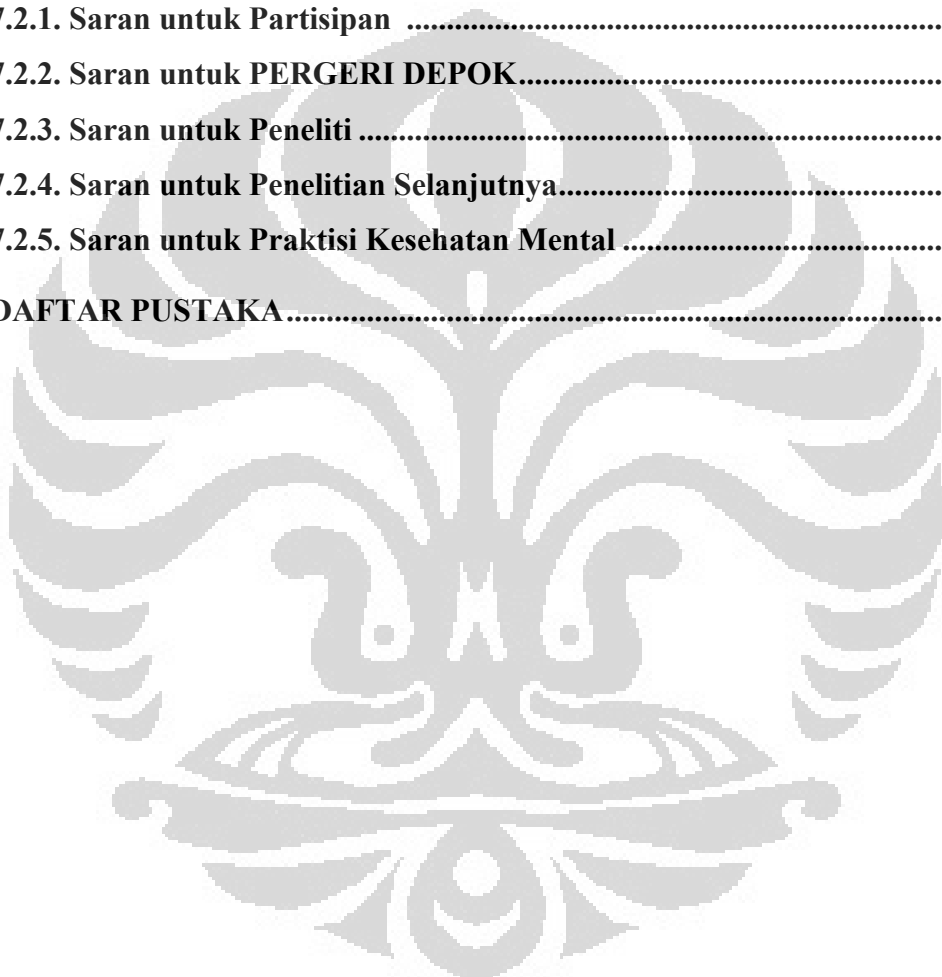 7.2.1. Saran untuk Partisipan ....................................................................
7.2.2. Saran untuk PERGERI DEPOK.....................................................
7.2.3. Saran untuk Peneliti .........................................................................
7.2.4. Saran untuk Penelitian Selanjutnya................................................
7.2.5. Saran untuk Praktisi Kesehatan Mental ........................................
DAFTAR PUSTAKA..................................................................................